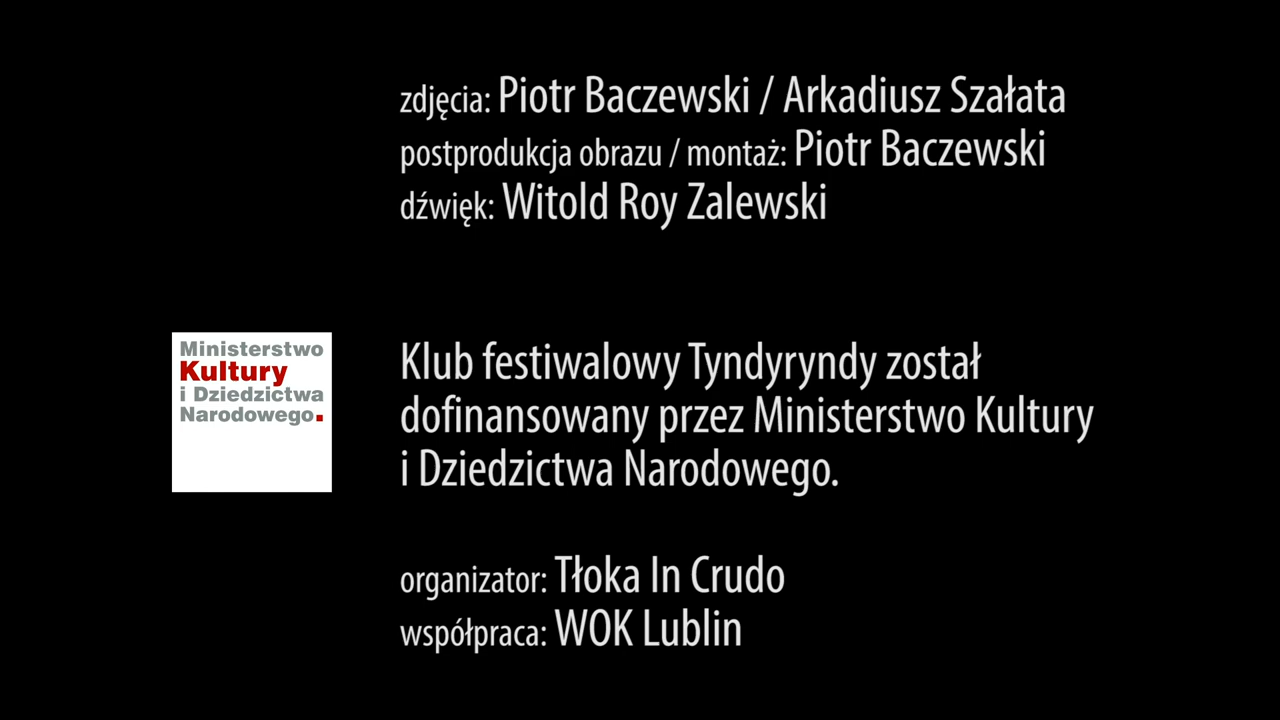 zdjęcia: Piotr Baczewski / Arkadiusz Szałata
postprodukcja obrazu / montaż: Piotr Baczewski
dźwięk: Witold Roy Zalewski
Ministerstwo
Kultury
i Dziedzictwa
Narodowego.
Klub festiwalowy Tyndyryndy został
dofinansowany przez Ministerstwo Kultury
i Dziedzictwa Narodowego.
organizator: Tłoka In Crudo
współpraca: WOK Lublin